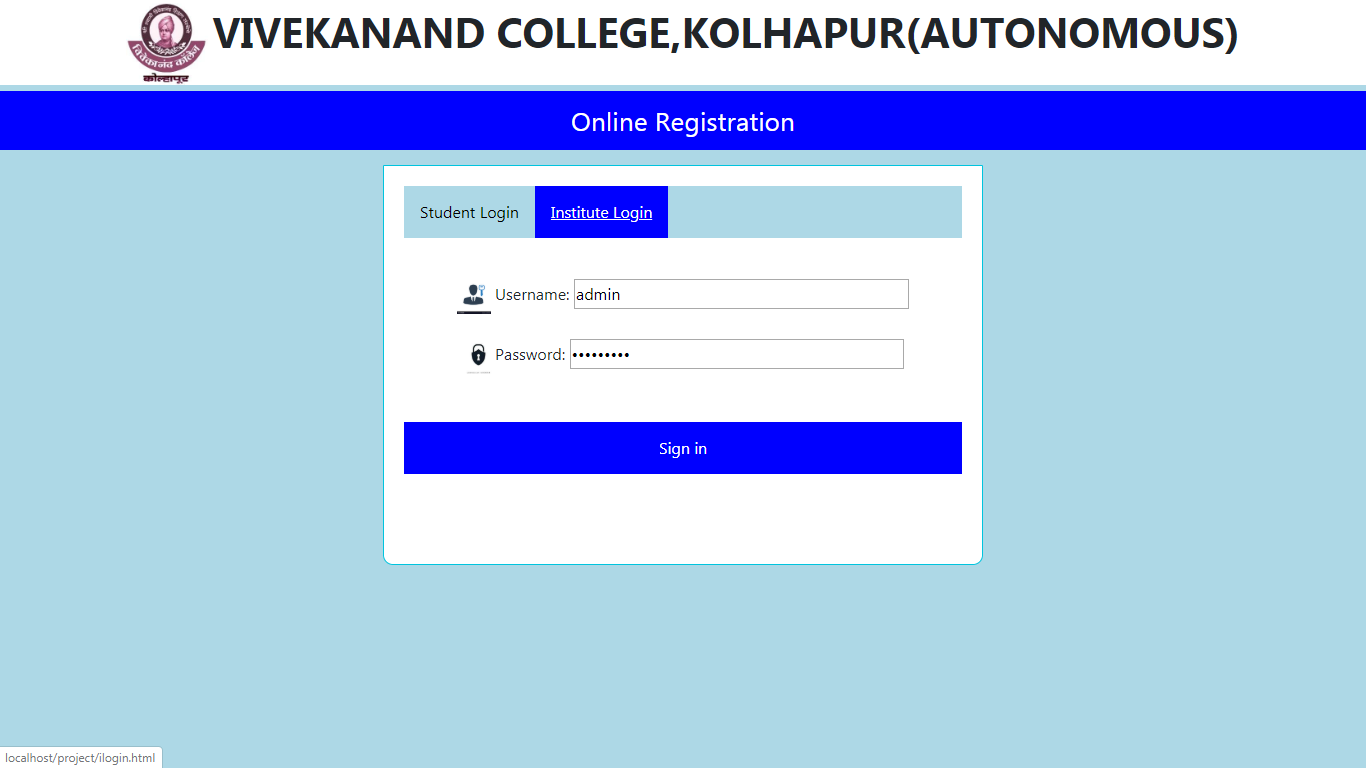 विवेकानंद कॉलेज
कोल्हापूर
VIVEKANAND COLLEGE,KOLHAPUR(AUTONOMOUS)
Online Registration
Student Login Institute Login
Username: admin
Password: •••••••••
Sign in
localhost/project/ilogin.html